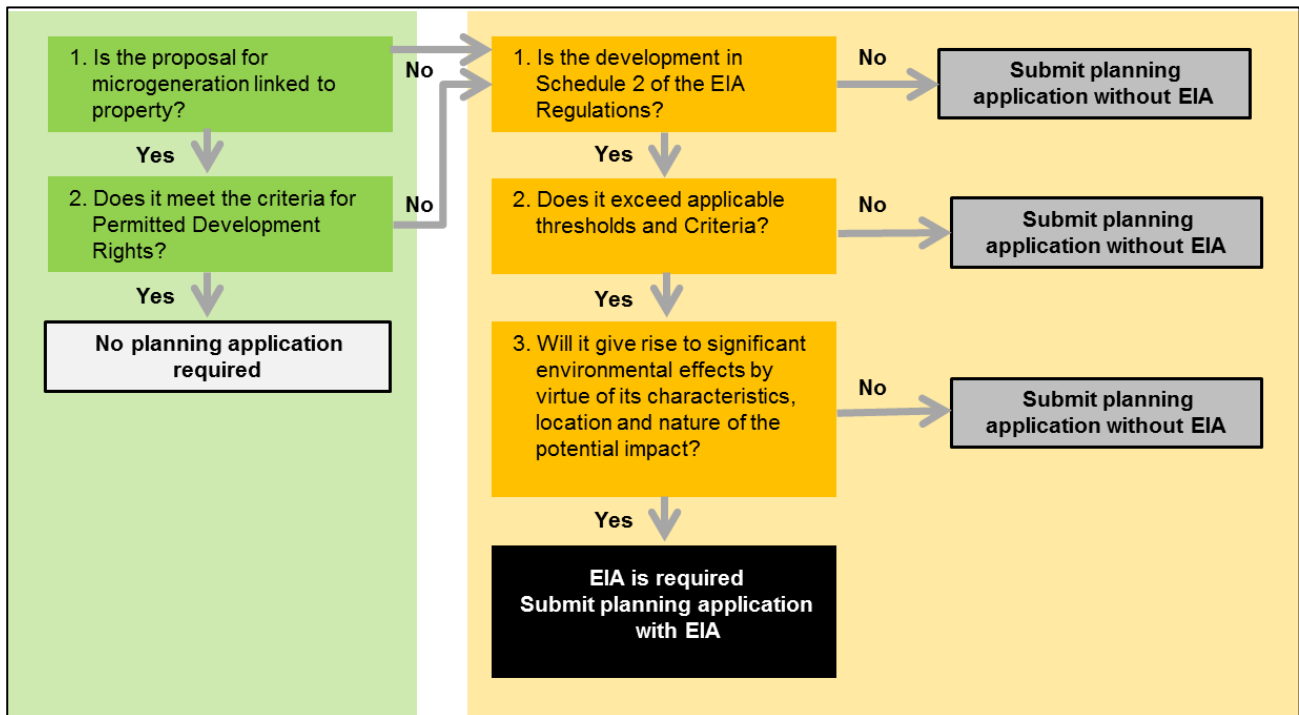 1. Is the proposal for
microgeneration linked to
property?
No
Yes
2. Does it meet the criteria for
Permitted Development
Rights?
No
Yes
No planning application
required
1. Is the development in
Schedule 2 of the EIA
Regulations?
No
Submit planning
application without EIA
Yes
2. Does it exceed applicable
thresholds and Criteria?
No
Submit planning
application without EIA
Yes
3. Will it give rise to significant
environmental effects by
virtue of its characteristics,
location and nature of the
potential impact?
No
Submit planning
application without EIA
Yes
EIA is required
Submit planning application
with EIA